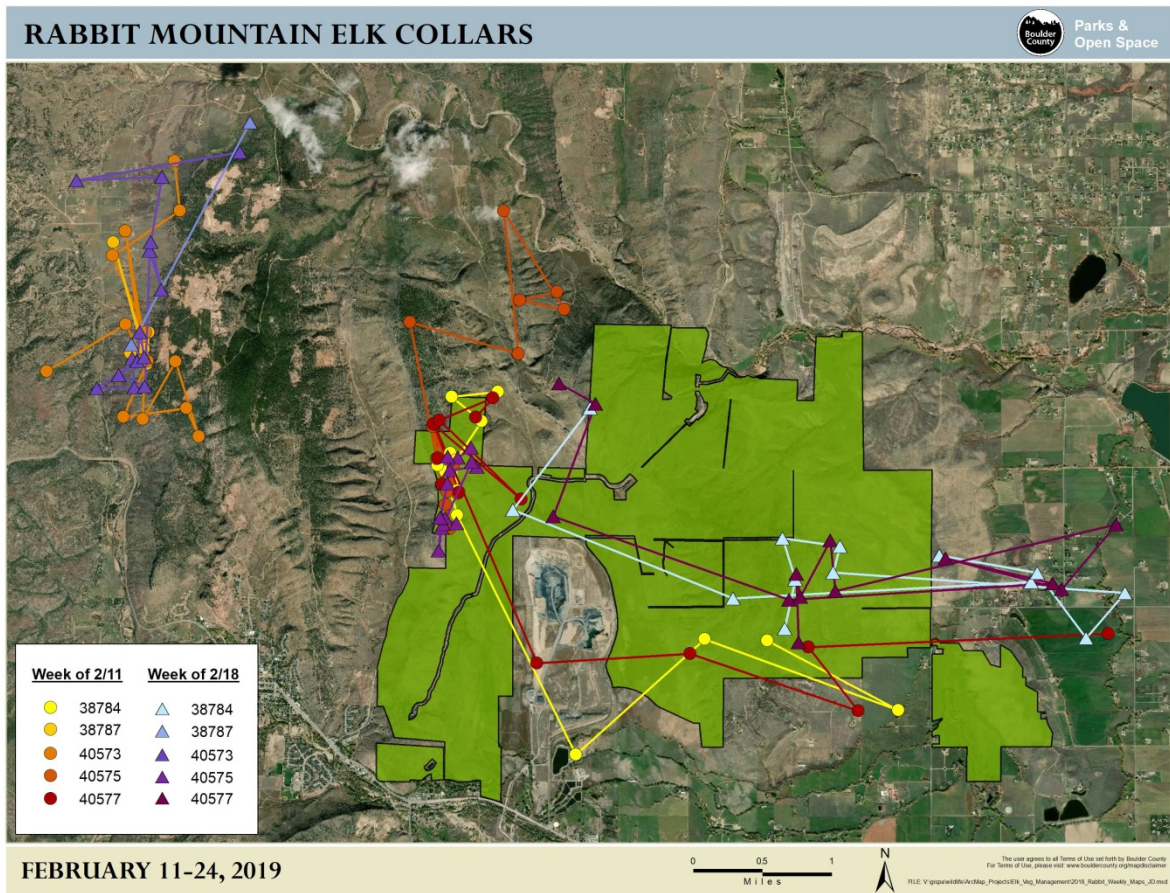 RABBIT MOUNTAIN ELK COLLARS
Boulder
County
Parks &
Open Space
Week of 2/11 Week of 2/18
38784 38784
38787 38787
40573 40573
40575 40575
40577 40577
FEBRUARY 11-24, 2019
0 0.5 1
Miles
N
The user agrees to all Terms of Use set forth by Boulder County
For Terms of Use, please visit: www.bouldercounty.org/mapdisclaimer